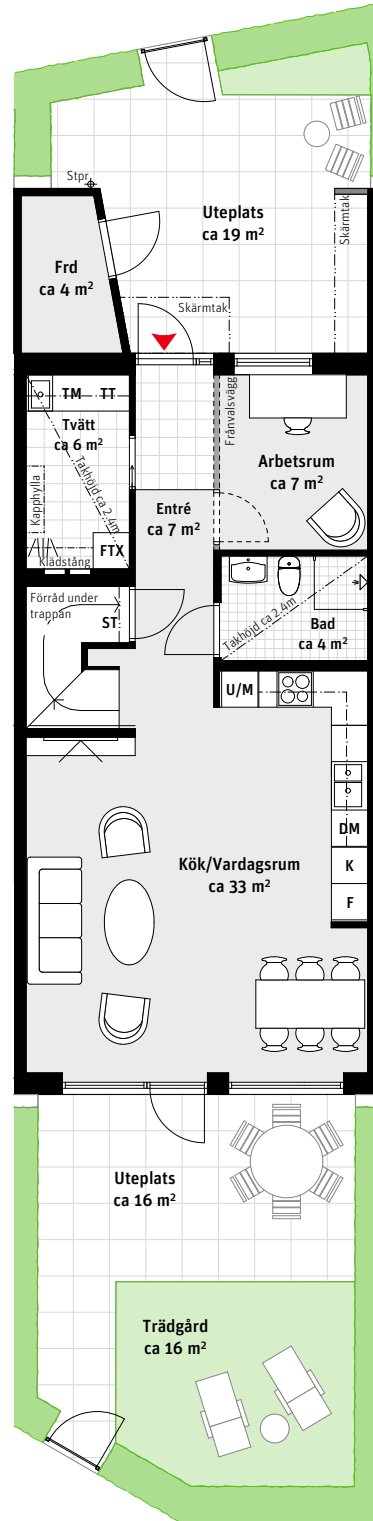 Stpr
Uteplats
ca 19 m²
Skärmtak
Frd
ca 4 m²
Skärmtak
TM TT
Tvätt
ca 6 m²
Takhöjd ca 2.4m
Kapphylla
Klädstång
FTX
Frånvalsvägg
Arbetsrum
ca 7 m²
Entré
ca 7 m²
Förråd under
trappan
ST
Bad
ca 4 m²
Takhöjd ca 2.4m
U/M
DM
K
F
Kök/Vardagsrum
ca 33 m²
Uteplats
ca 16 m²
Trädgård
ca 16 m²